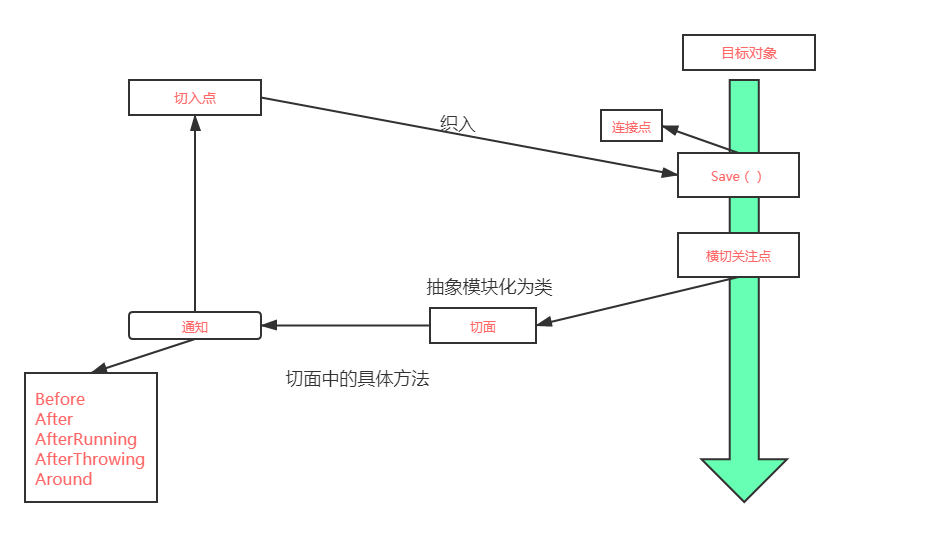 目标对象
切入点
织入
连接点
Save（ ）
横切关注点
抽象模块化为类
通知
切面
切面中的具体方法
Before
After
AfterRunning
AfterThrowing
Around